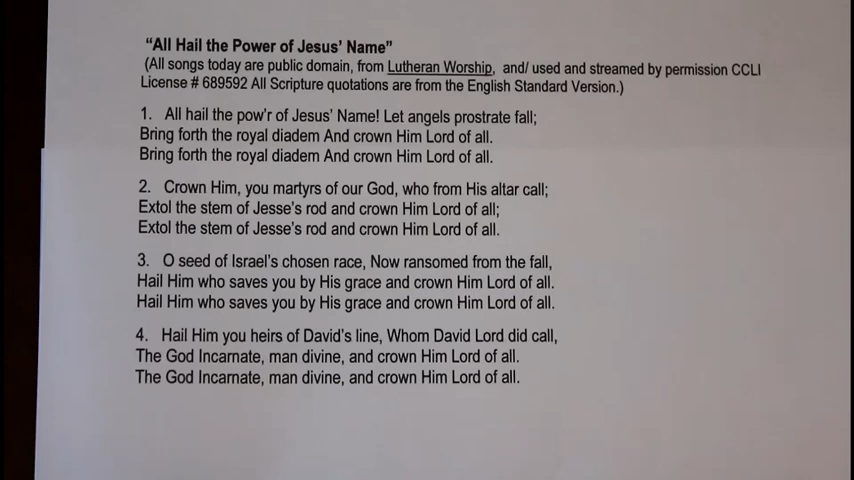 “All Hail the Power of Jesus’ Name”
(All songs today are public domain, from Lutheran Worship, and/ used and streamed by permission CCLI
License # 689592 All Scripture quotations are from the English Standard Version.)
1. All hail the pow’r of Jesus’ Name! Let angels prostrate fall;
Bring forth the royal diadem And crown Him Lord of all.
Bring forth the royal diadem And crown Him Lord of all.
2. Crown Him, you martyrs of our God, who from His altar call;
Extol the stem of Jesse’s rod and crown Him Lord of all;
Extol the stem of Jesse’s rod and crown Him Lord of all.
3. O seed of Israel’s chosen race, Now ransomed from the fall,
Hail Him who saves you by His grace and crown Him Lord of all.
Hail Him who saves you by His grace and crown Him Lord of all.
4. Hail Him you heirs of David’s line, Whom David Lord did call,
The God Incarnate, man divine, and crown Him Lord of all.
The God Incarnate, man divine, and crown Him Lord of all.